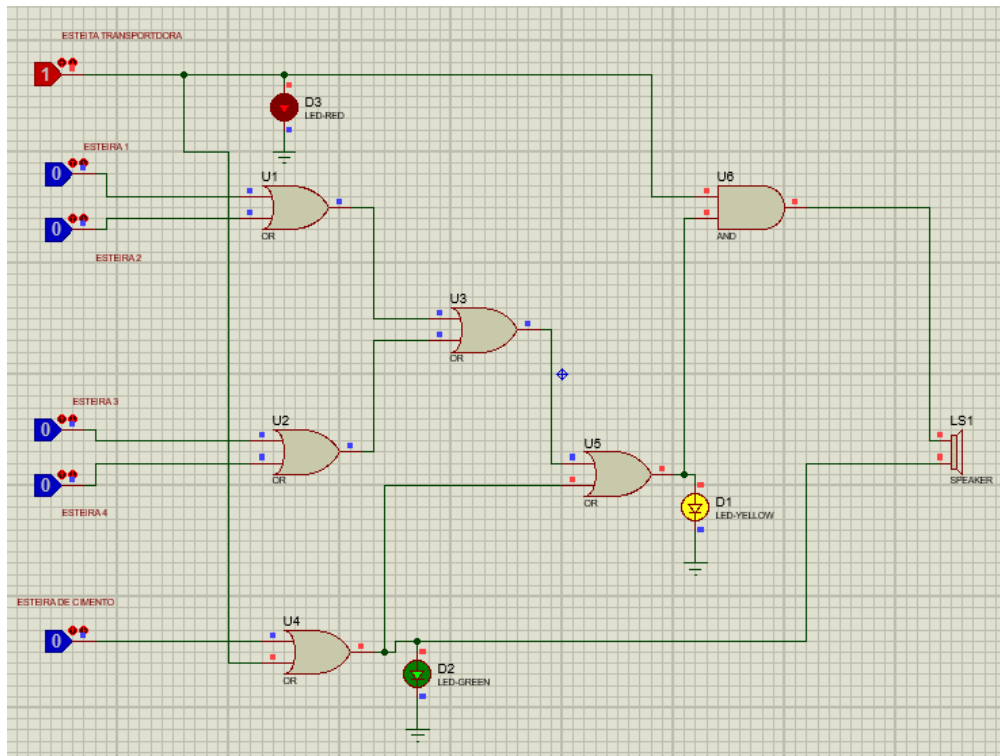 ESTEITA TRANSPORTDORA
1
D3
LED-RED
ESTEIRA 1
0
U1
U6
0
OR
AND
ESTEIRA 2
U3
OR
ESTEIRA 3
0
U2
LS1
U5
0
OR
SPEAKER
OR
D1
LED-YELLOW
ESTEIRA 4
ESTEIRA DE CIMENTO
U4
0
D2
OR
LED-GREEN